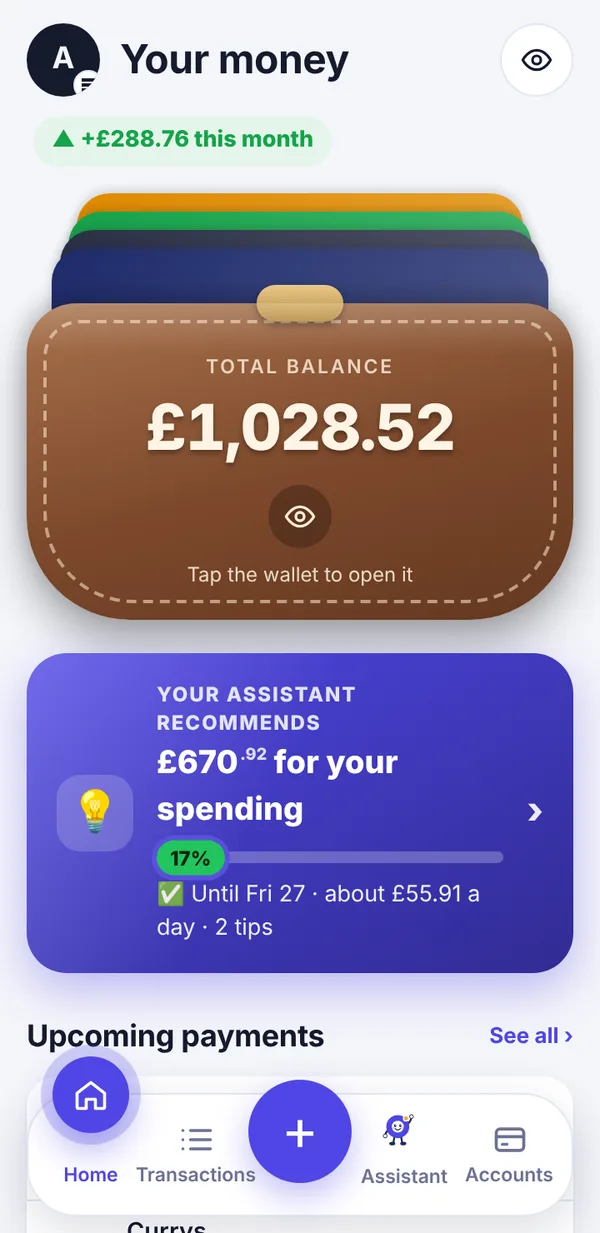 A
Your money
▲ +£288.76 this month
TOTAL BALANCE
£1,028.52
Tap the wallet to open it
YOUR ASSISTANT
RECOMMENDS
£670.92 for your
spending
›
17%
✅ Until Fri 27 · about £55.91 a
day · 2 tips
Upcoming payments
See all ›
+
Home
Transactions
Assistant
Accounts
Currys